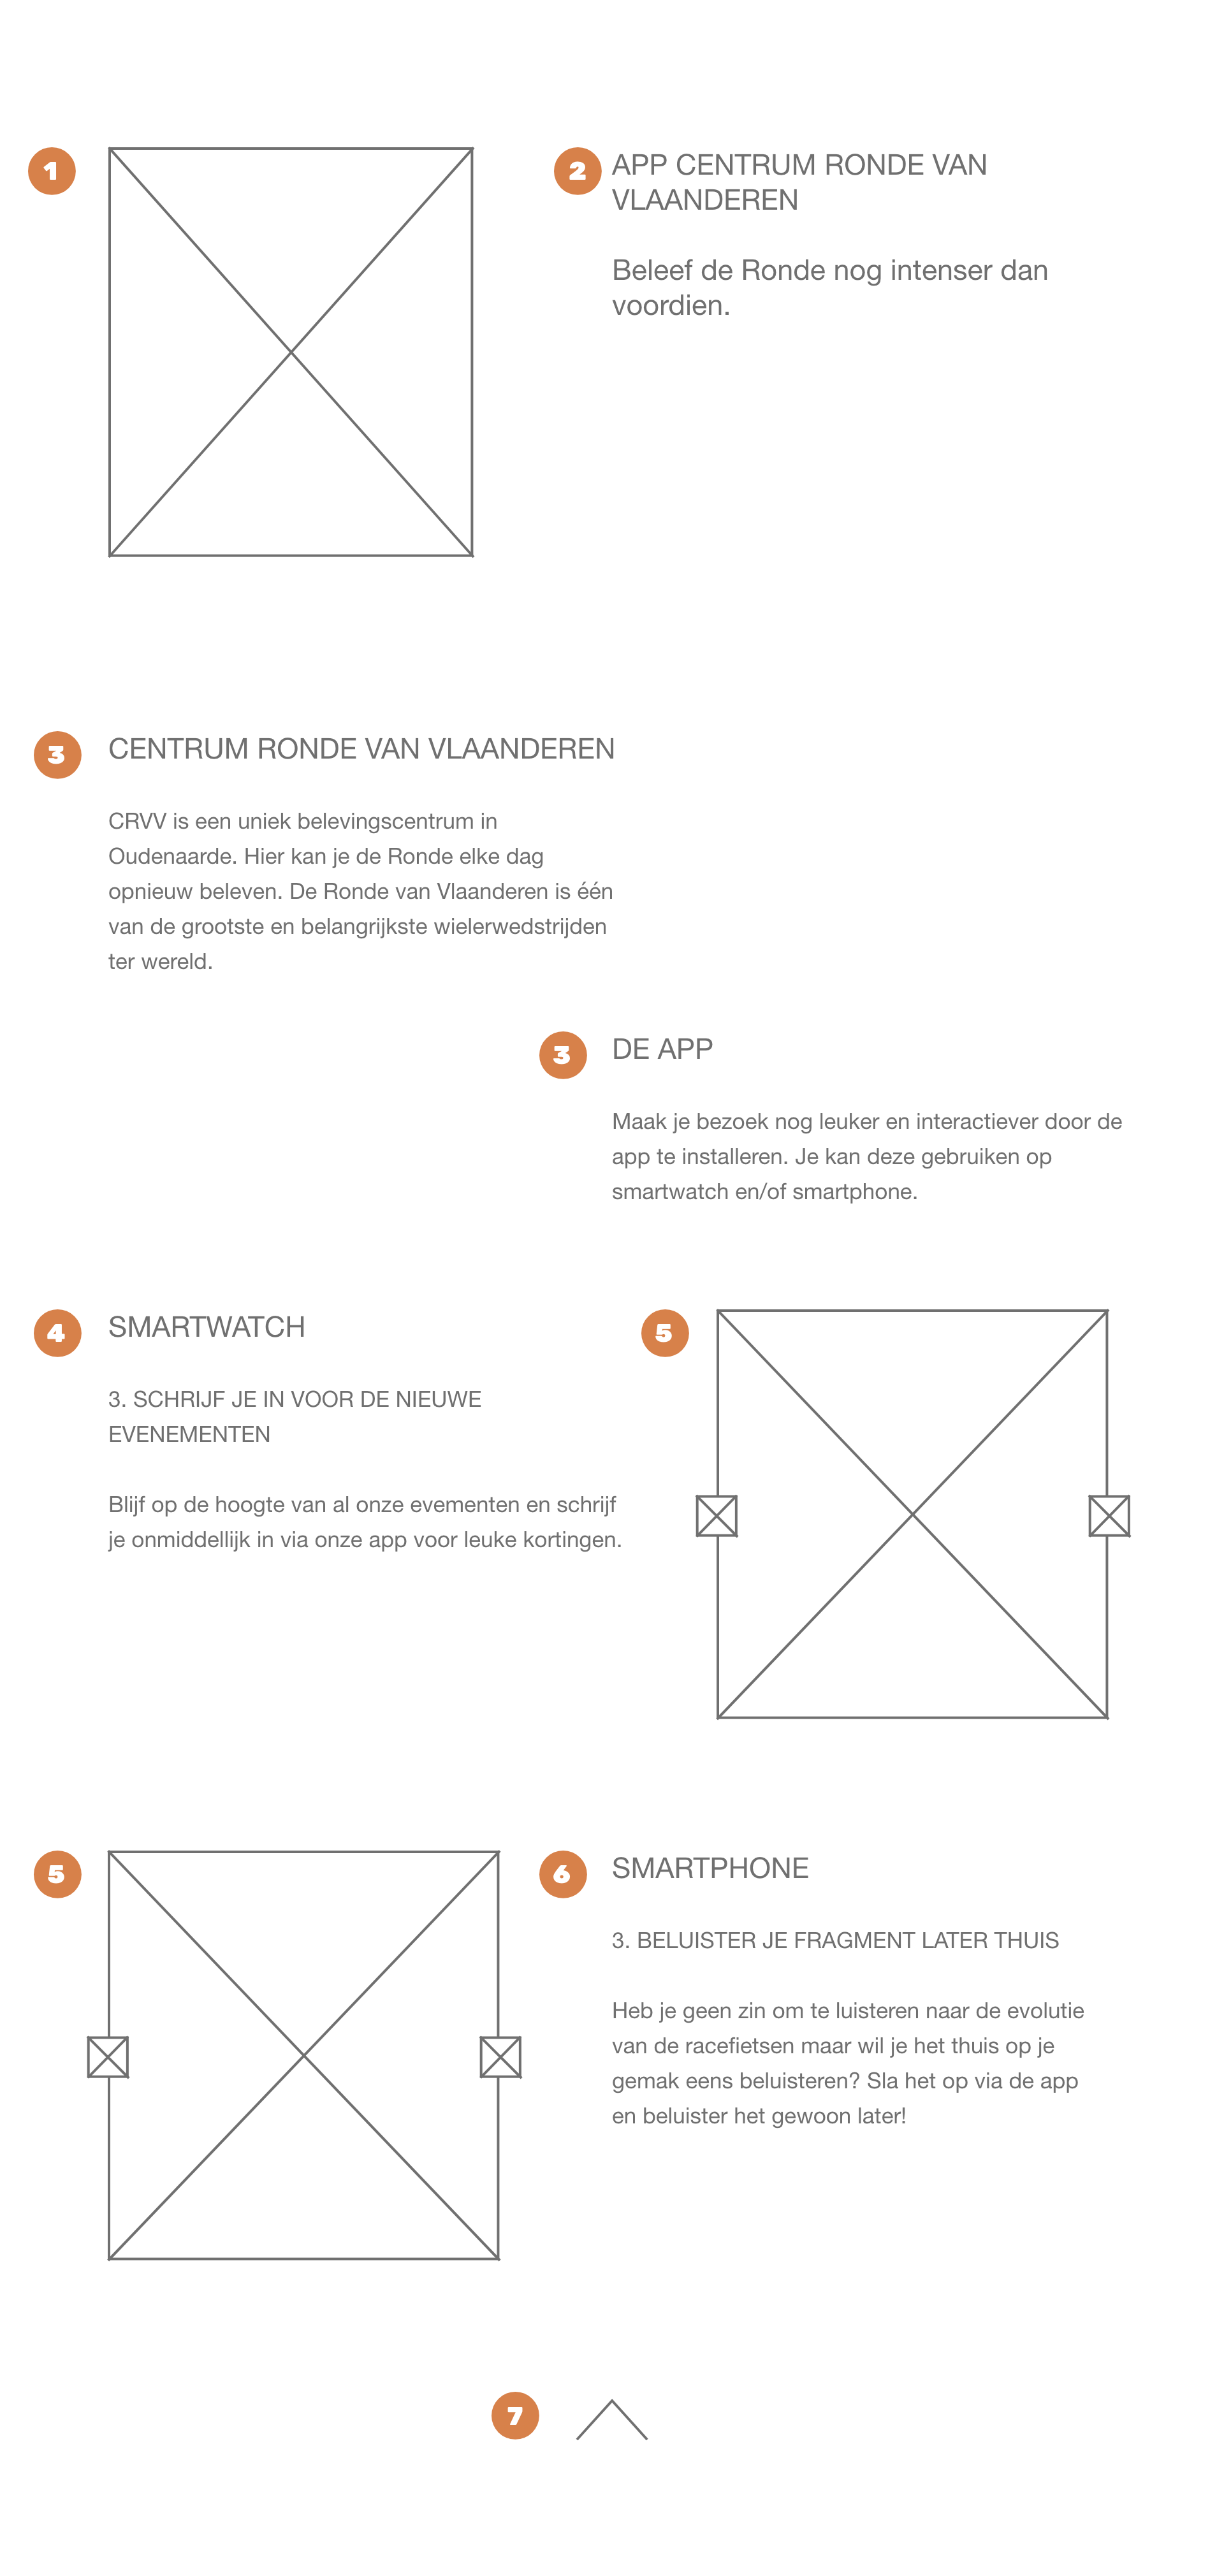 1
2
APP CENTRUM RONDE VAN
VLAANDEREN
Beleef de Ronde nog intenser dan
voordien.
3
CENTRUM RONDE VAN VLAANDEREN
CRVV is een uniek belevingscentrum in
Oudenaarde. Hier kan je de Ronde elke dag
opnieuw beleven. De Ronde van Vlaanderen is één
van de grootste en belangrijkste wielerwedstrijden
ter wereld.
3
DE APP
Maak je bezoek nog leuker en interactiever door de
app te installeren. Je kan deze gebruiken op
smartwatch en/of smartphone.
4
SMARTWATCH
3. SCHRIJF JE IN VOOR DE NIEUWE
EVENEMENTEN
Blijf op de hoogte van al onze evementen en schrijf
je onmiddellijk in via onze app voor leuke kortingen.
5
5
6
SMARTPHONE
3. BELUISTER JE FRAGMENT LATER THUIS
Heb je geen zin om te luisteren naar de evolutie
van de racefietsen maar wil je het thuis op je
gemak eens beluisteren? Sla het op via de app
en beluister het gewoon later!
7